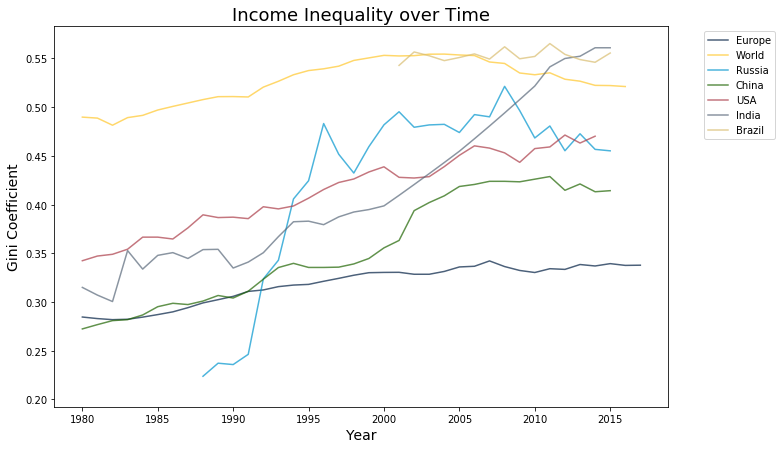 Income Inequality over Time
Europe
World
Russia
China
USA
India
Brazil
Gini Coefficient
0.55
0.50
0.45
0.40
0.35
0.30
0.25
0.20
1980 1985 1990 1995 2000 2005 2010 2015
Year